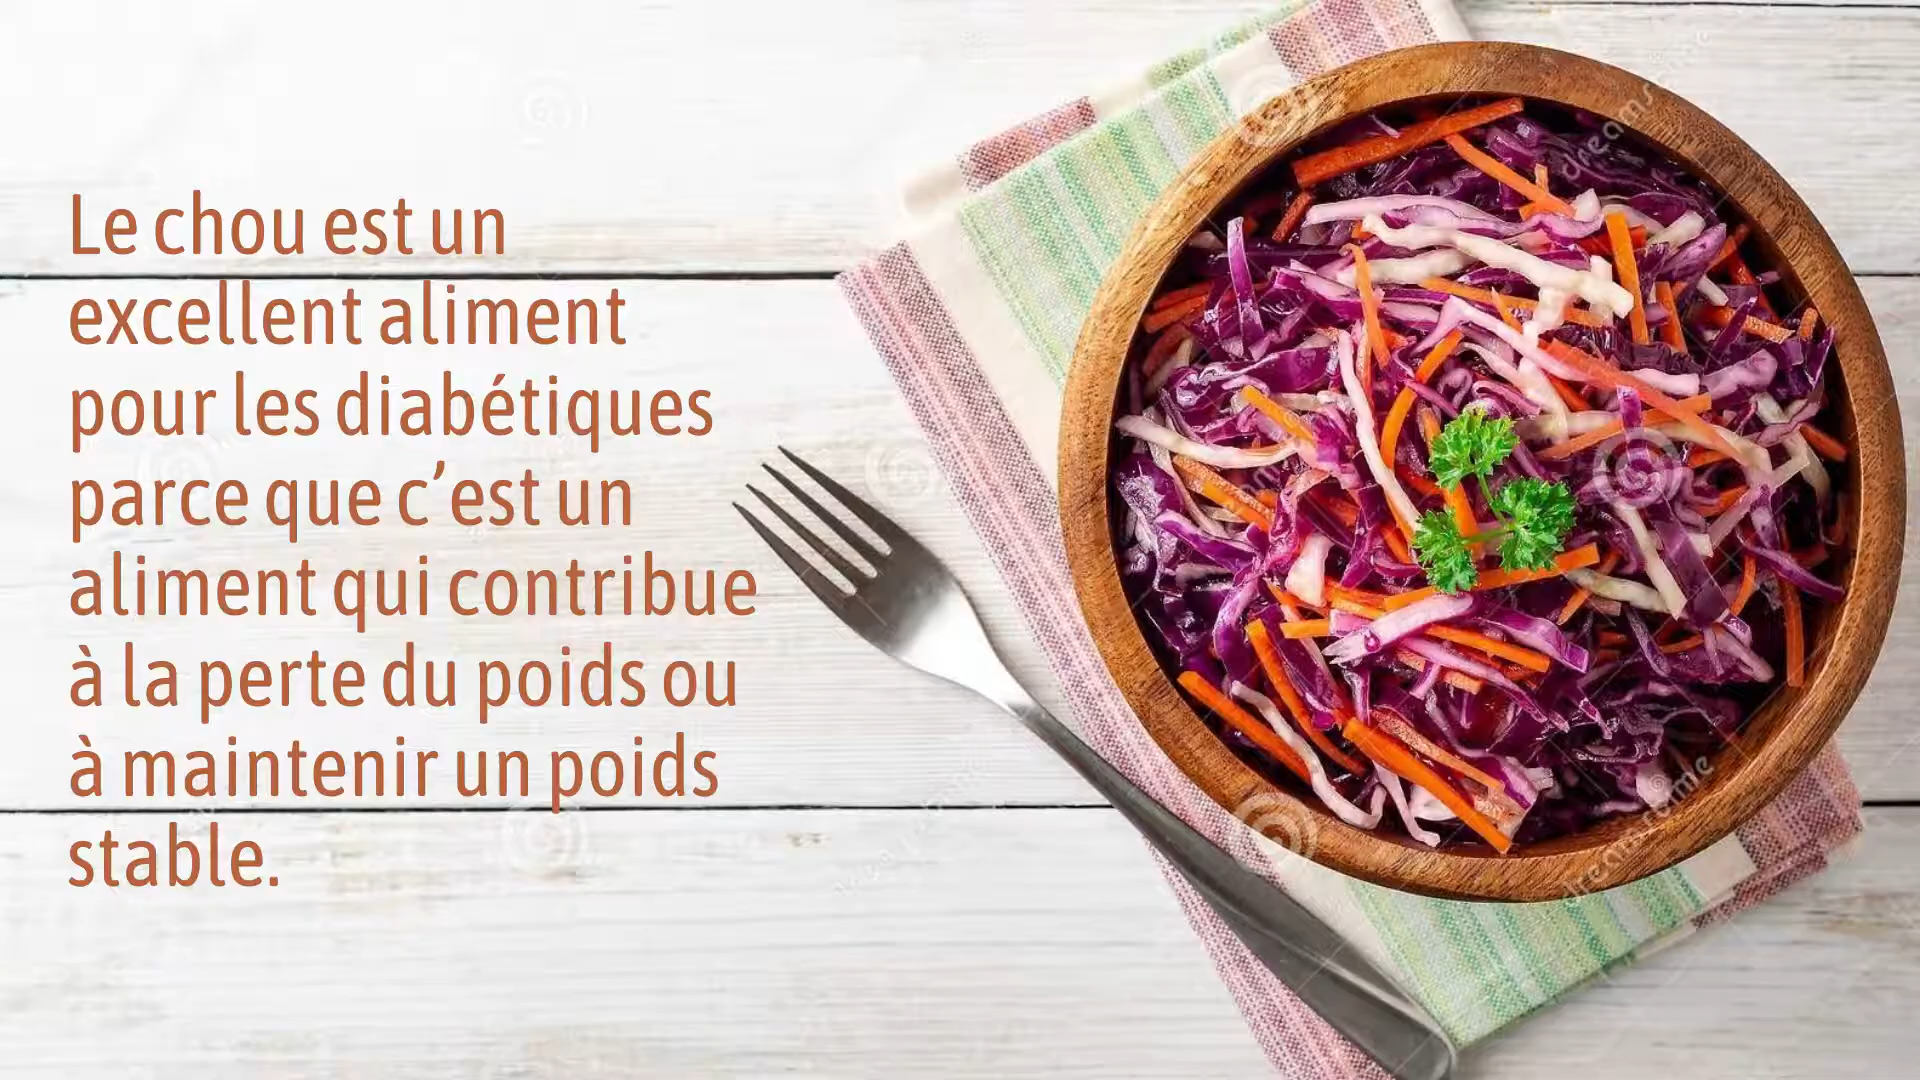 Le chou est un
excellent aliment
pour les diabétiques
parce que c’est un
aliment qui contribue
à la perte du poids ou
à maintenir un poids
stable.
dreamstime